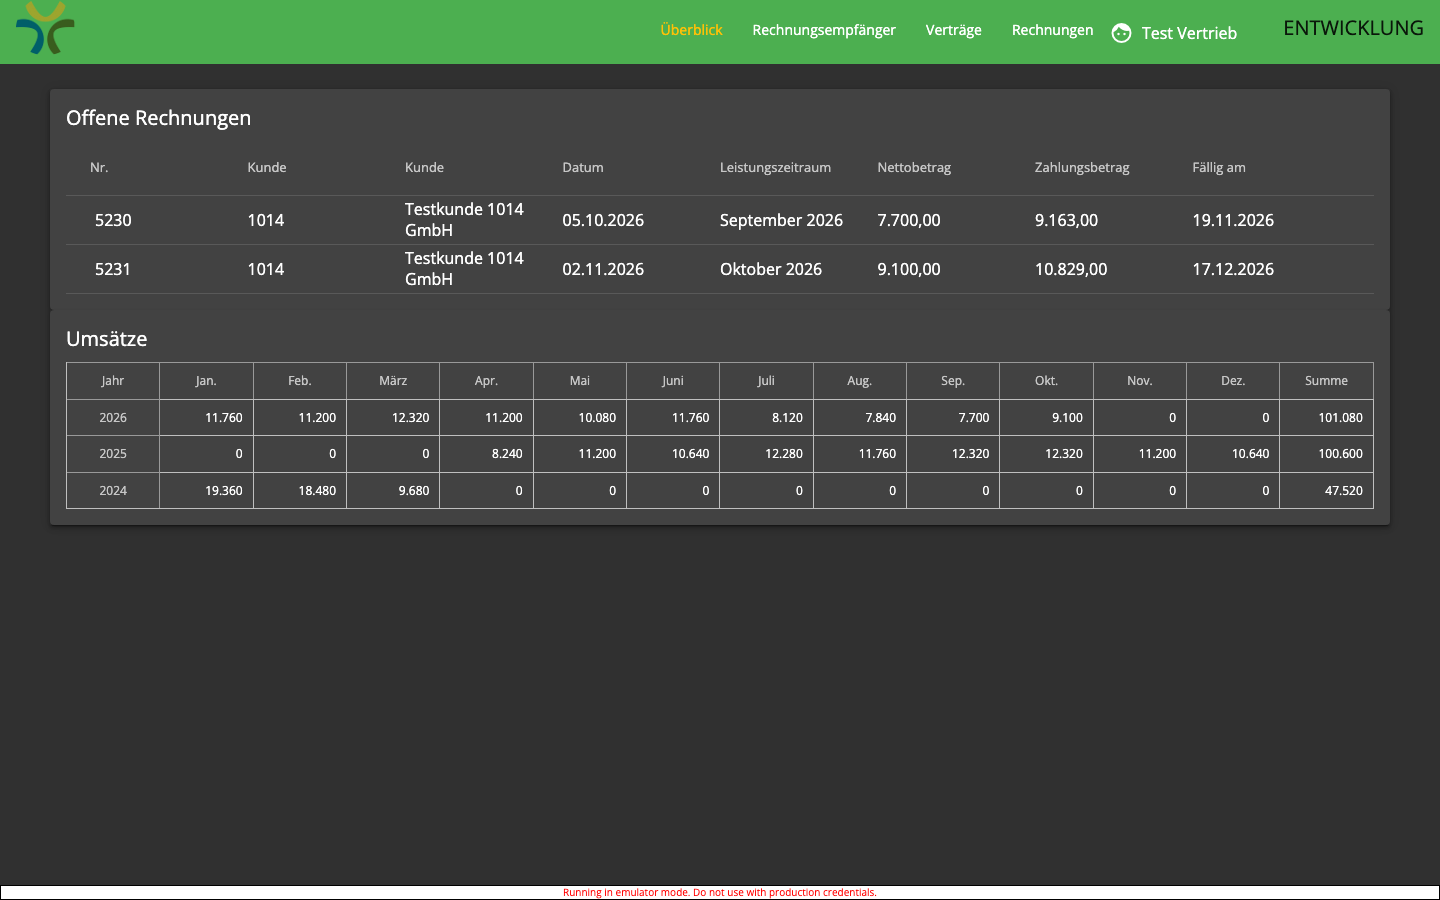 Überblick Rechnungsempfänger Verträge Rechnungen Test Vertrieb ENTWICKLUNG
Offene Rechnungen
Nr. Kunde Kunde Datum Leistungszeitraum Nettobetrag Zahlungsbetrag Fällig am
5230 1014 Testkunde 1014 GmbH 05.10.2026 September 2026 7.700,00 9.163,00 19.11.2026
5231 1014 Testkunde 1014 GmbH 02.11.2026 Oktober 2026 9.100,00 10.829,00 17.12.2026
Umsätze
Jahr Jan. Feb. März Apr. Mai Juni Juli Aug. Sep. Okt. Nov. Dez. Summe
2026 11.760 11.200 12.320 11.200 10.080 11.760 8.120 7.840 7.700 9.100 0 0 101.080
2025 0 0 0 8.240 11.200 10.640 12.280 11.760 12.320 12.320 11.200 10.640 100.600
2024 19.360 18.480 9.680 0 0 0 0 0 0 0 0 0 47.520
Running in emulator mode. Do not use with production credentials.